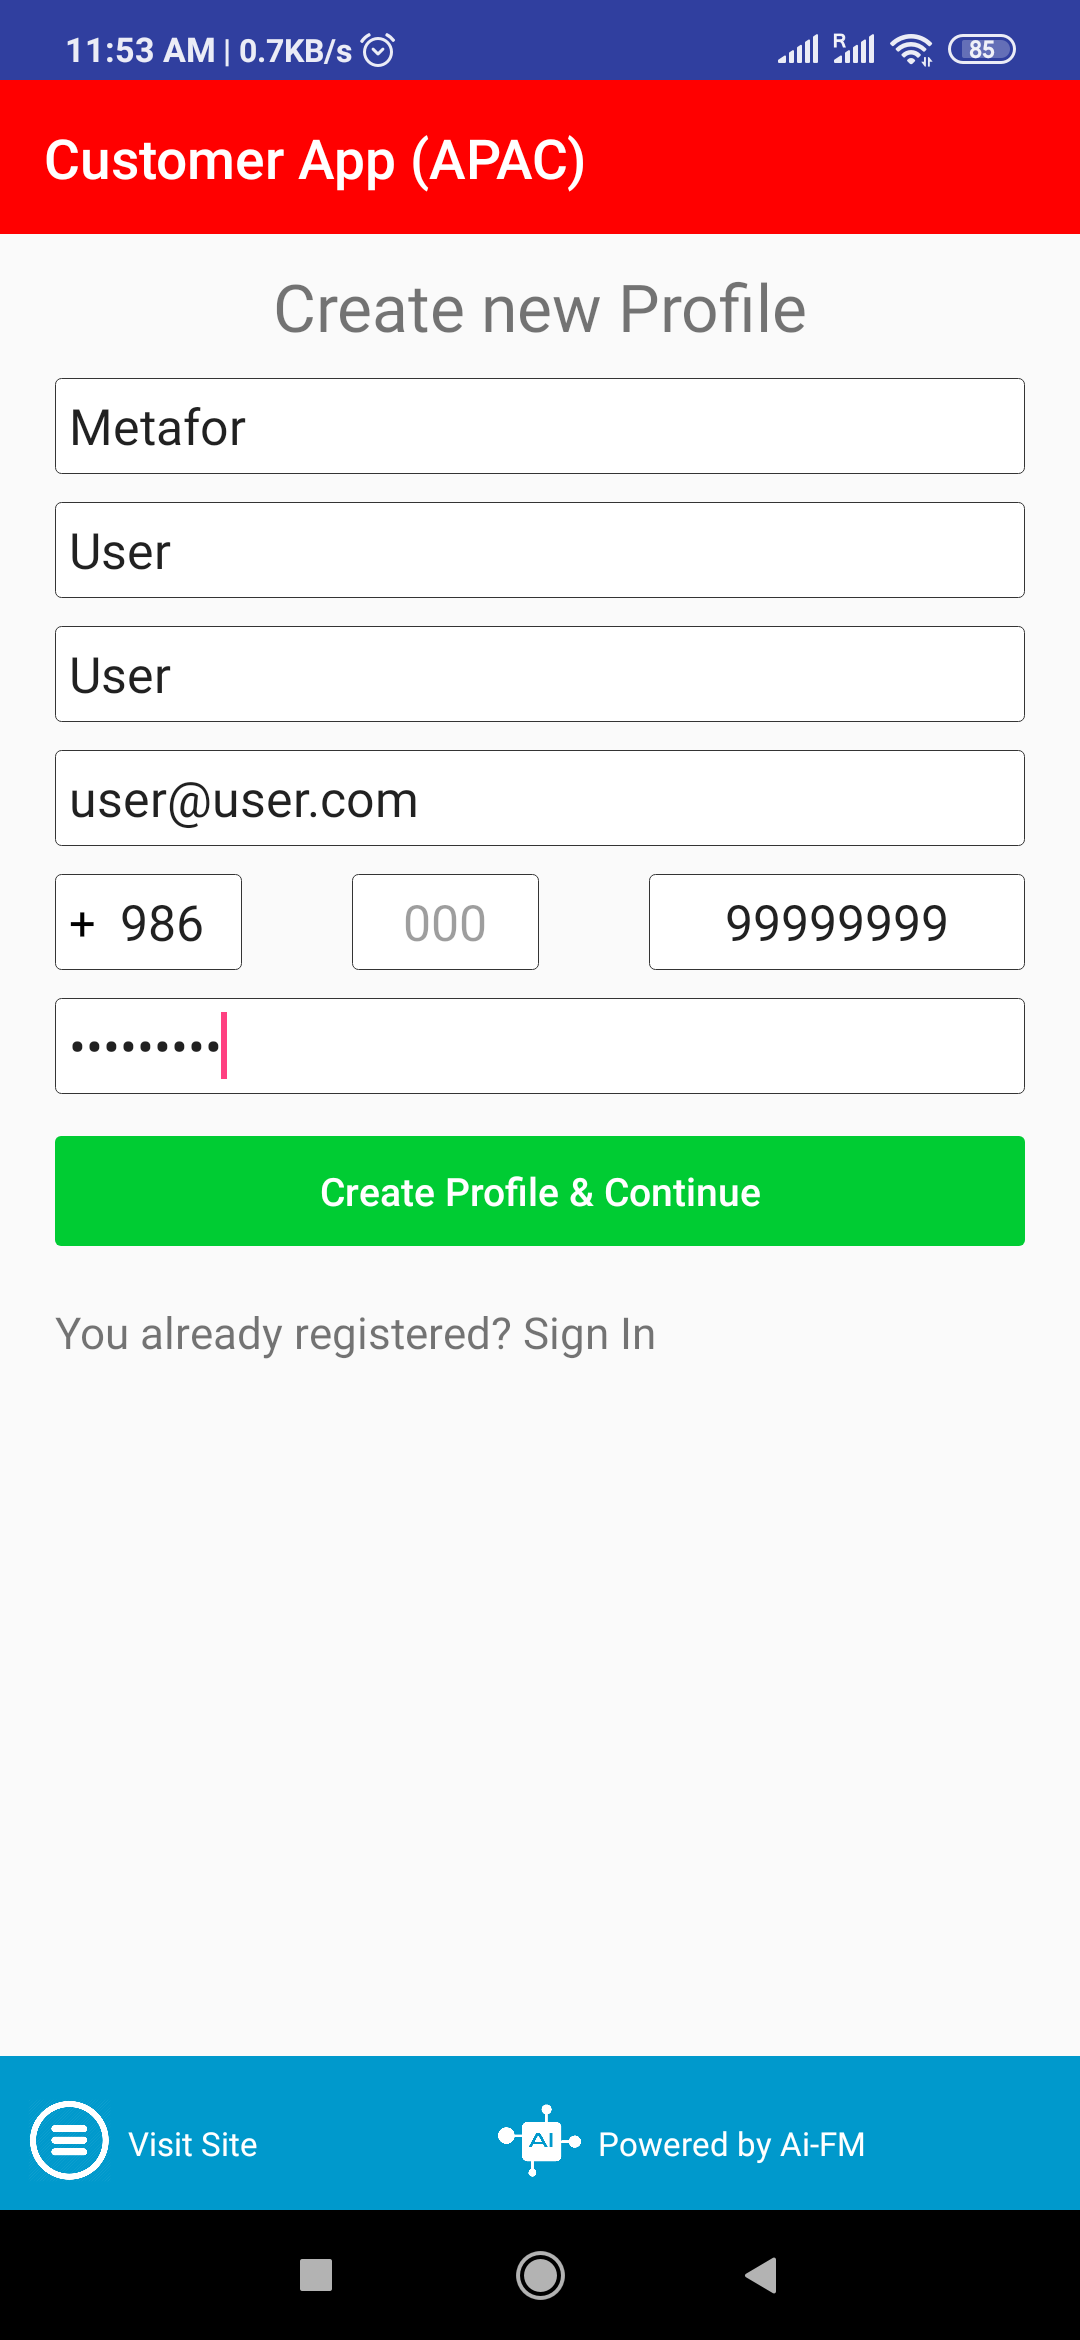 11:53 AM | 0.7KB/s R 85
Customer App (APAC)
Create new Profile
Metafor
User
User
user@user.com
+ 986 000 99999999
•••••••••
Create Profile & Continue
You already registered? Sign In
Visit Site AI Powered by Ai-FM